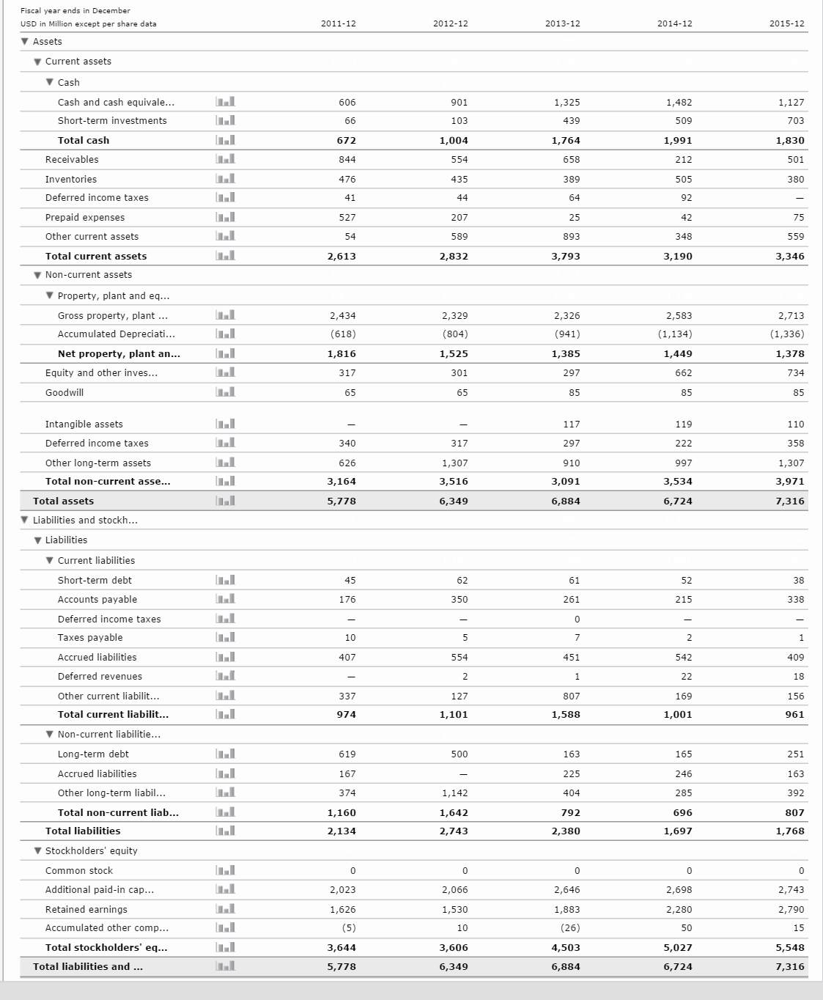 Fiscal year ends in December
USD in Million except per share data 2011-12 2012-12 2013-12 2014-12 2015-12
▼ Assets
▼ Current assets
▼ Cash
Cash and cash equivale... 606 901 1,325 1,482 1,127
Short-term investments 66 103 439 509 703
Total cash 672 1,004 1,764 1,991 1,830
Receivables 844 554 658 212 501
Inventories 476 435 389 505 380
Deferred income taxes 41 44 64 92 —
Prepaid expenses 527 207 25 42 75
Other current assets 54 589 893 348 559
Total current assets 2,613 2,832 3,793 3,190 3,346
▼ Non-current assets
▼ Property, plant and eq...
Gross property, plant ... 2,434 2,329 2,326 2,583 2,713
Accumulated Depreciati... (618) (804) (941) (1,134) (1,336)
Net property, plant an... 1,816 1,525 1,385 1,449 1,378
Equity and other inves... 317 301 297 662 734
Goodwill 65 65 85 85 85
Intangible assets — — 117 119 110
Deferred income taxes 340 317 297 222 358
Other long-term assets 626 1,307 910 997 1,307
Total non-current asse... 3,164 3,516 3,091 3,534 3,971
Total assets 5,778 6,349 6,884 6,724 7,316
▼ Liabilities and stockh...
▼ Liabilities
▼ Current liabilities
Short-term debt 45 62 61 52 38
Accounts payable 176 350 261 215 338
Deferred income taxes — — 0 — —
Taxes payable 10 5 7 2 1
Accrued liabilities 407 554 451 542 409
Deferred revenues — 2 1 22 18
Other current liabilit... 337 127 807 169 156
Total current liabilit... 974 1,101 1,588 1,001 961
▼ Non-current liabilitie...
Long-term debt 619 500 163 165 251
Accrued liabilities 167 — 225 246 163
Other long-term liabil... 374 1,142 404 285 392
Total non-current liab... 1,160 1,642 792 696 807
Total liabilities 2,134 2,743 2,380 1,697 1,768
▼ Stockholders' equity
Common stock 0 0 0 0 0
Additional paid-in cap... 2,023 2,066 2,646 2,698 2,743
Retained earnings 1,626 1,530 1,883 2,280 2,790
Accumulated other comp... (5) 10 (26) 50 15
Total stockholders' eq... 3,644 3,606 4,503 5,027 5,548
Total liabilities and ... 5,778 6,349 6,884 6,724 7,316